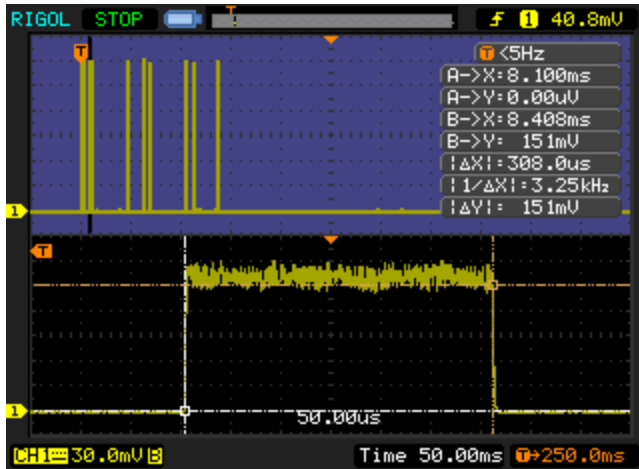 RIGOL STOP T f 1 40.8mV
T T <5Hz
A->X=8.100ms
A->Y=0.00uV
B->X=8.408ms
B->Y= 151mV
|ΔX|=308.0us
|1/ΔX|=3.25kHz
1 |ΔY|= 151mV
T
1 50.00us
CH1 30.0mV B Time 50.00ms T→250.0ms